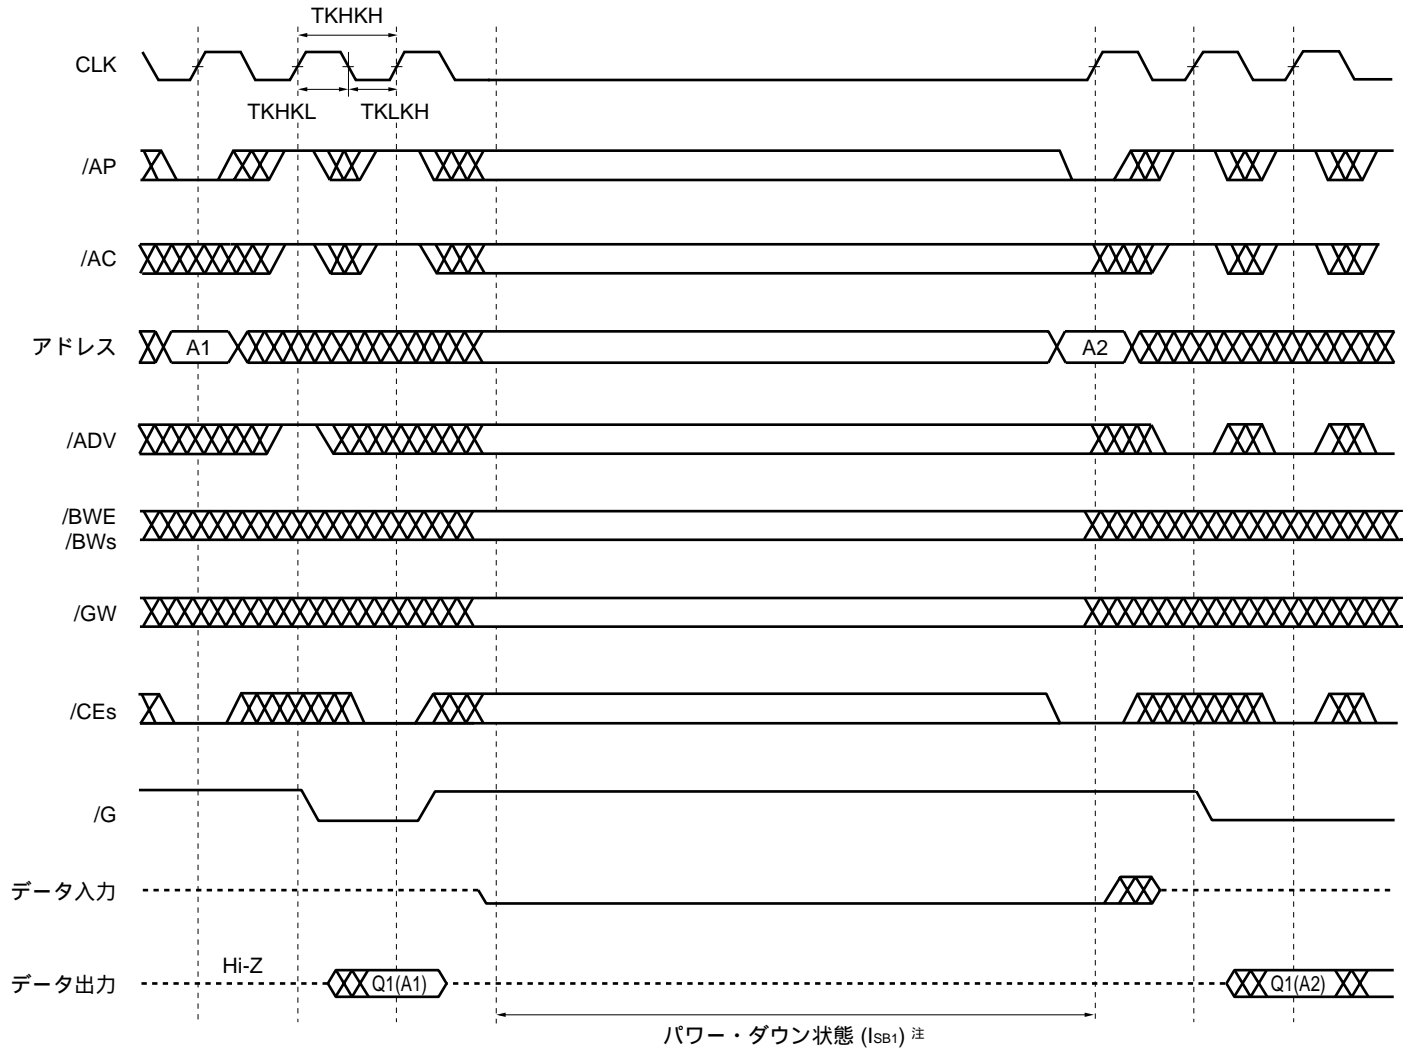 TKHKH
CLK
TKHKL
TKLKH
/AP
/AC
アドレス
A1
A2
/ADV
/BWE
/BWs
/GW
/CEs
/G
データ入力
Hi-Z
データ出力
Q1(A1)
Q1(A2)
パワー・ダウン状態 (ISB1) 注